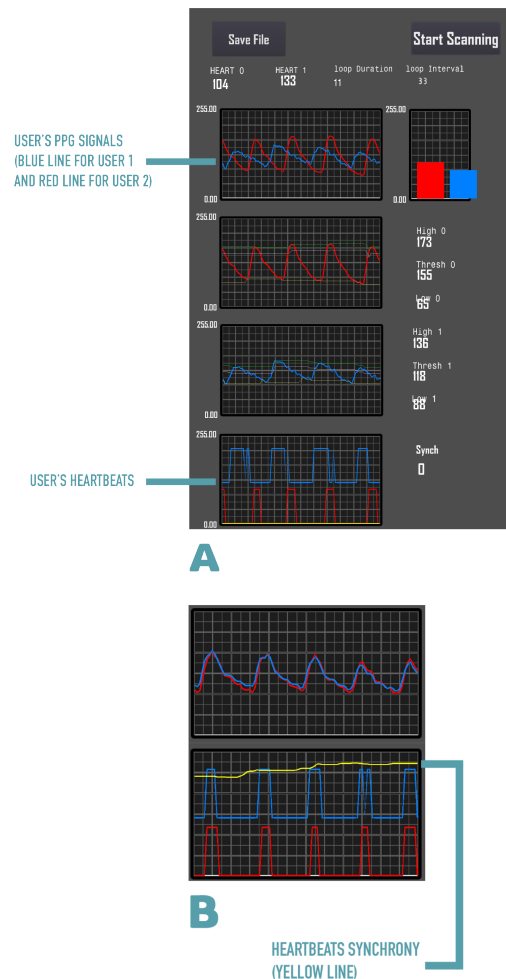 Save File
Start Scanning
HEART 0
HEART 1
loop Duration
loop Interval
104
133
11
33
255.00
255.00
USER'S PPG SIGNALS
(BLUE LINE FOR USER 1
AND RED LINE FOR USER 2)
0.00
0.00
255.00
High 0
173
Thresh 0
155
Low 0
65
0.00
255.00
High 1
136
Thresh 1
118
Low 1
88
0.00
255.00
Synch
0
USER'S HEARTBEATS
0.00
A
B
HEARTBEATS SYNCHRONY
(YELLOW LINE)